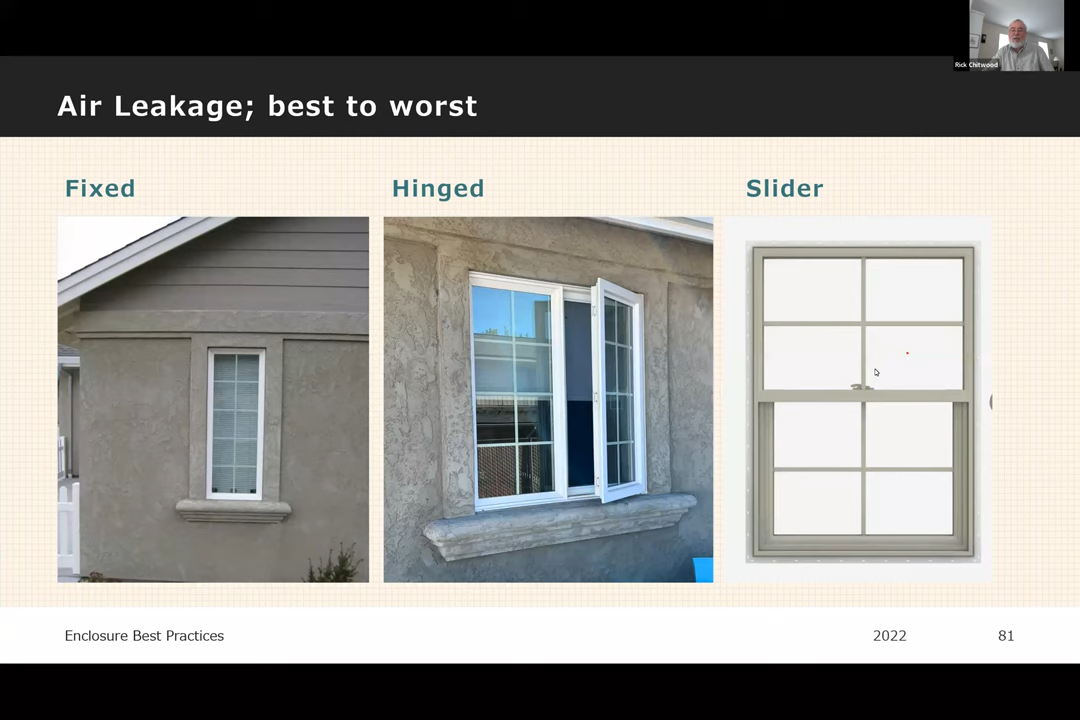 Rick Chitwood
Air Leakage; best to worst
Fixed
Hinged
Slider
Enclosure Best Practices
2022
81